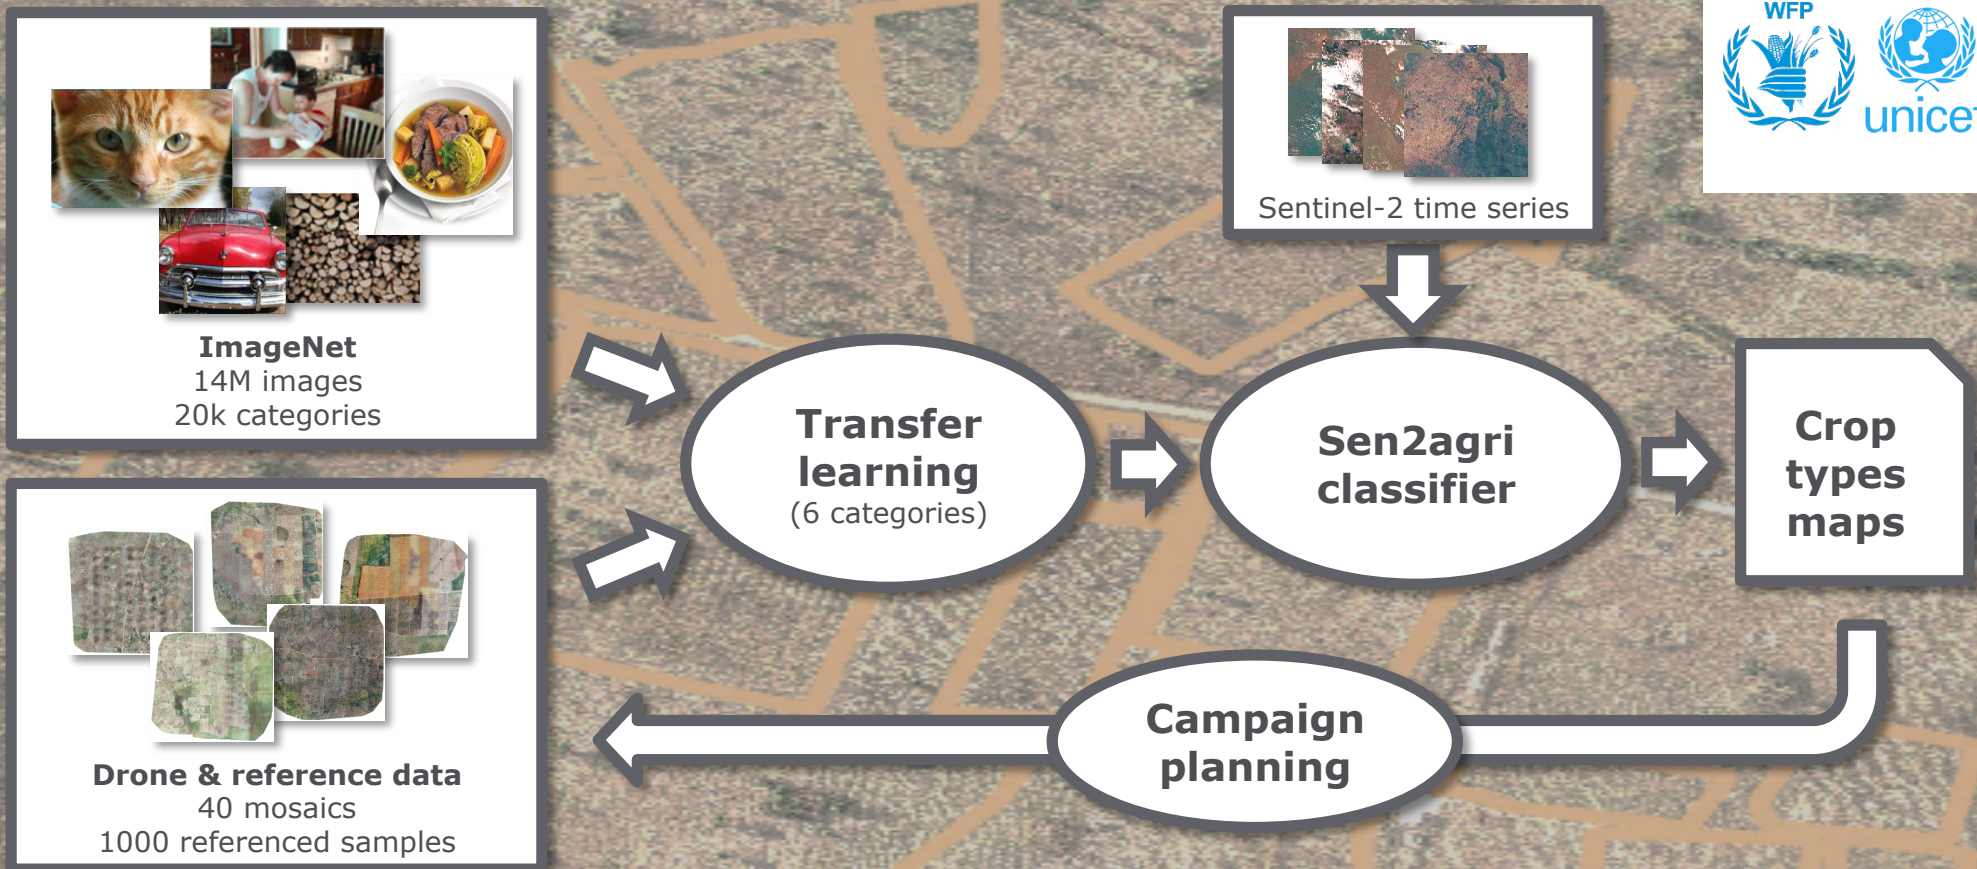 ImageNet
14M images
20k categories
Drone & reference data
40 mosaics
1000 referenced samples
Transfer
learning
(6 categories)
Sentinel-2 time series
Sen2agri
classifier
Crop
types
maps
Campaign
planning
WFP
unicef